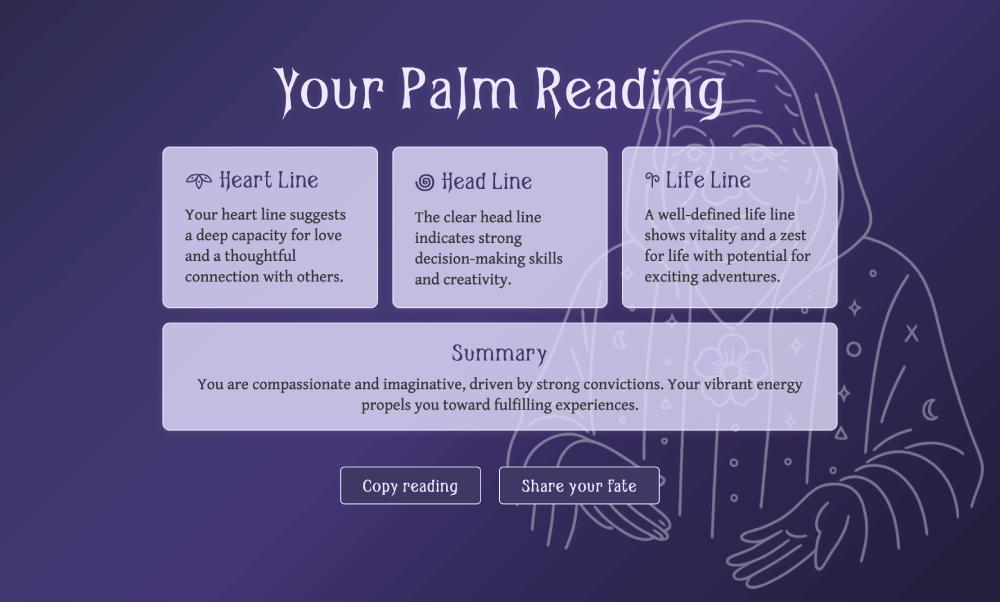 Your Palm Reading
Heart Line
Your heart line suggests
a deep capacity for love
and a thoughtful
connection with others.
Head Line
The clear head line
indicates strong
decision-making skills
and creativity.
Life Line
A well-defined life line
shows vitality and a zest
for life with potential for
exciting adventures.
Summary
You are compassionate and imaginative, driven by strong convictions. Your vibrant energy
propels you toward fulfilling experiences.
Copy reading
Share your fate